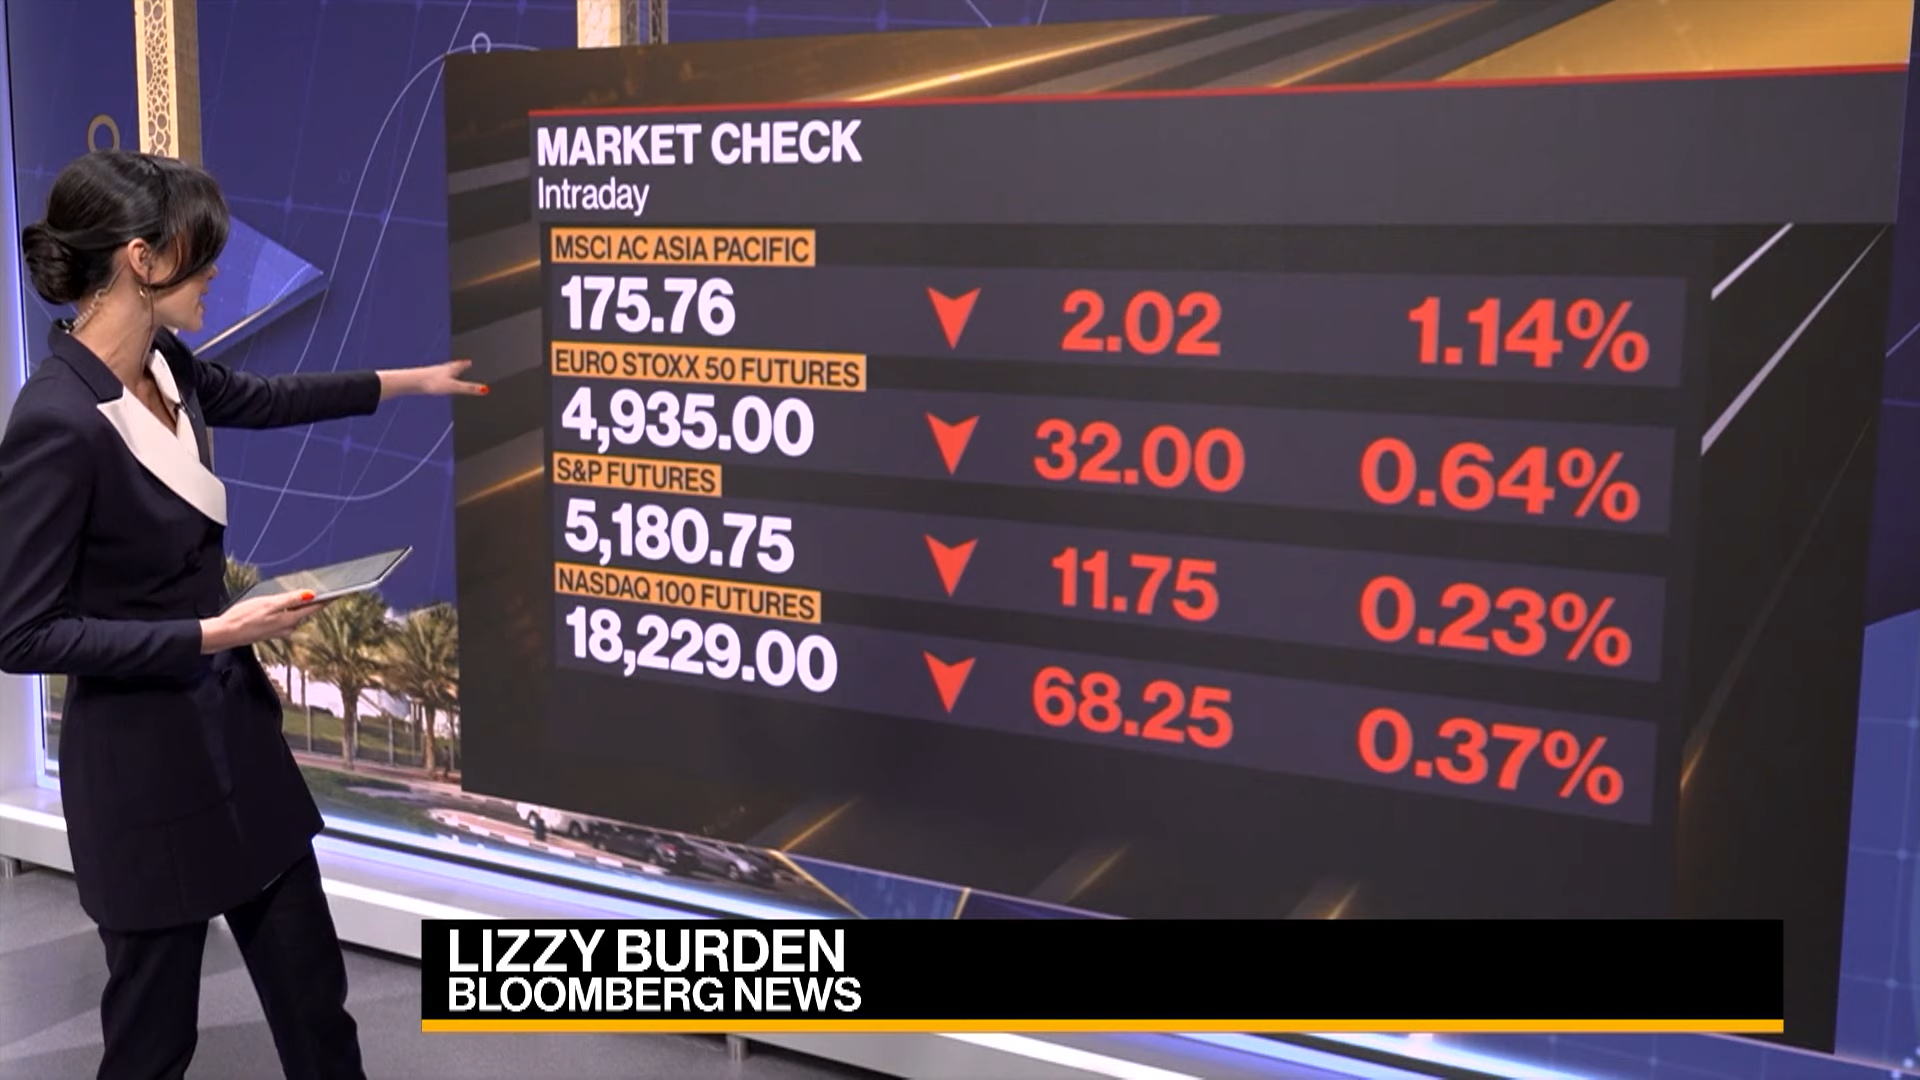 MARKET CHECK
Intraday
MSCI AC ASIA PACIFIC
175.76 2.02 1.14%
EURO STOXX 50 FUTURES
4,935.00 32.00 0.64%
S&P FUTURES
5,180.75 11.75 0.23%
NASDAQ 100 FUTURES
18,229.00 68.25 0.37%
LIZZY BURDEN
BLOOMBERG NEWS